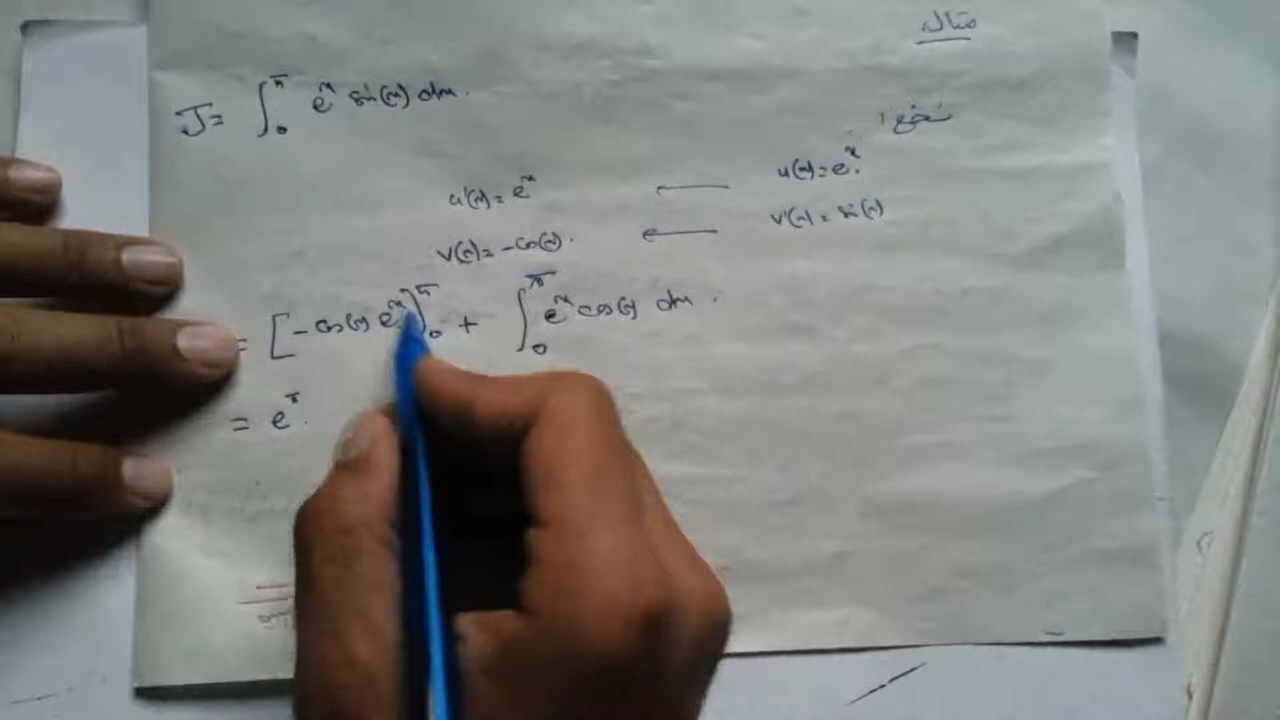 مثال
J = ∫₀^π e^x sin(x) dx.
نضع:
u'(x) = e^x ← u(x) = e^x.
v(x) = -cos(x). ← v'(x) = sin(x)
= [-cos(x) e^x]₀^π + ∫₀^π e^x cos(x) dx.
= e^π.